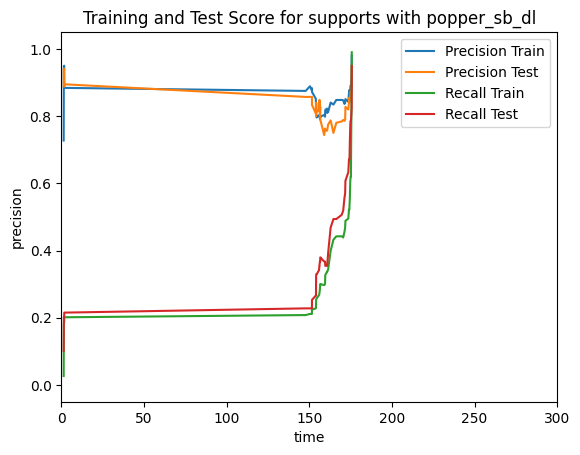 Training and Test Score for supports with popper_sb_dl
1.0
0.8
0.6
0.4
0.2
0.0
precision
Precision Train
Precision Test
Recall Train
Recall Test
0
50
100
150
200
250
300
time